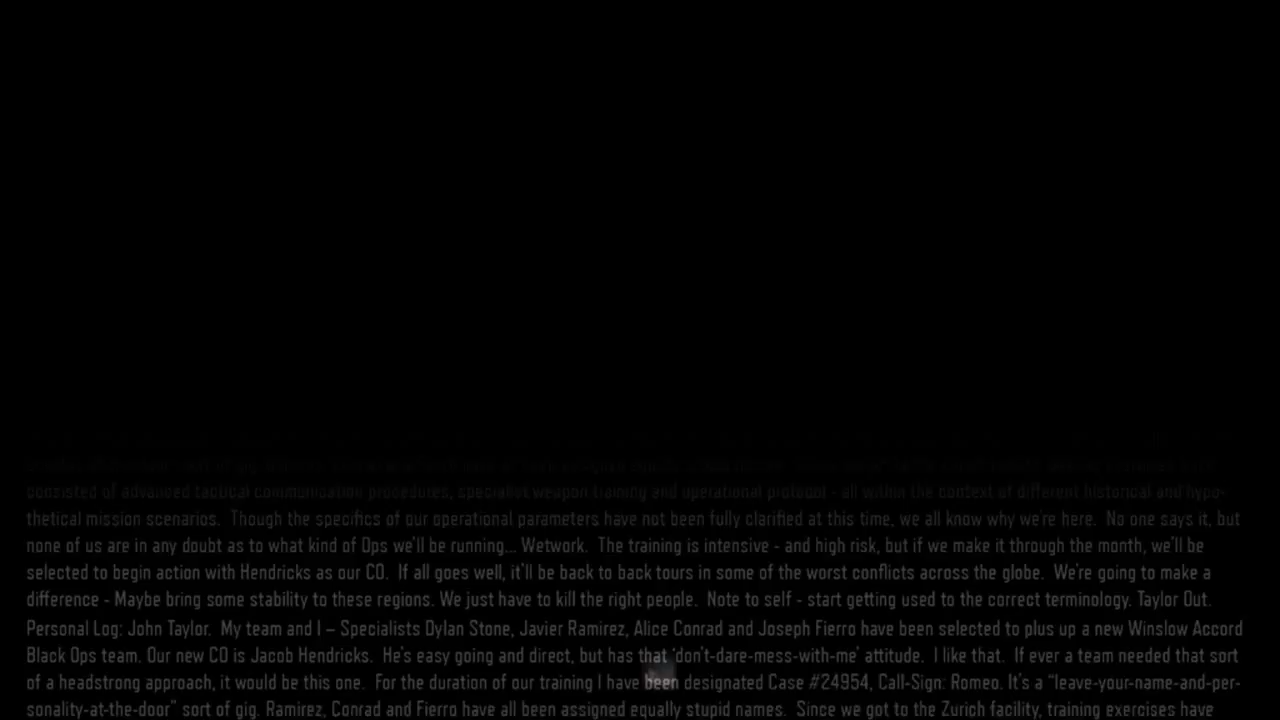 consisted of advanced tactical communication procedures, specialist weapon training and operational protocol - all within the context of different historical and hypo-
thetical mission scenarios.  Though the specifics of our operational parameters have not been fully clarified at this time, we all know why we're here.  No one says it, but
none of us are in any doubt as to what kind of Ops we'll be running... Wetwork.  The training is intensive - and high risk, but if we make it through the month, we'll be
selected to begin action with Hendricks as our CO.  If all goes well, it'll be back to back tours in some of the worst conflicts across the globe.  We're going to make a
difference - Maybe bring some stability to these regions. We just have to kill the right people.  Note to self - start getting used to the correct terminology. Taylor Out.
Personal Log: John Taylor.  My team and I – Specialists Dylan Stone, Javier Ramirez, Alice Conrad and Joseph Fierro have been selected to plus up a new Winslow Accord
Black Ops team. Our new CO is Jacob Hendricks.  He's easy going and direct, but has that 'don't-dare-mess-with-me' attitude.  I like that.  If ever a team needed that sort
of a headstrong approach, it would be this one.  For the duration of our training I have been designated Case #24954, Call-Sign: Romeo. It's a "leave-your-name-and-per-
sonality-at-the-door" sort of gig. Ramirez, Conrad and Fierro have all been assigned equally stupid names.  Since we got to the Zurich facility, training exercises have